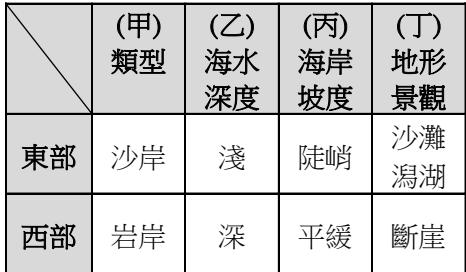 (甲) (乙) (丙) (丁)
類型 海水 海岸 地形
深度 坡度 景觀
東部 沙岸 淺 陡峭 沙灘
潟湖
西部 岩岸 深 平緩 斷崖